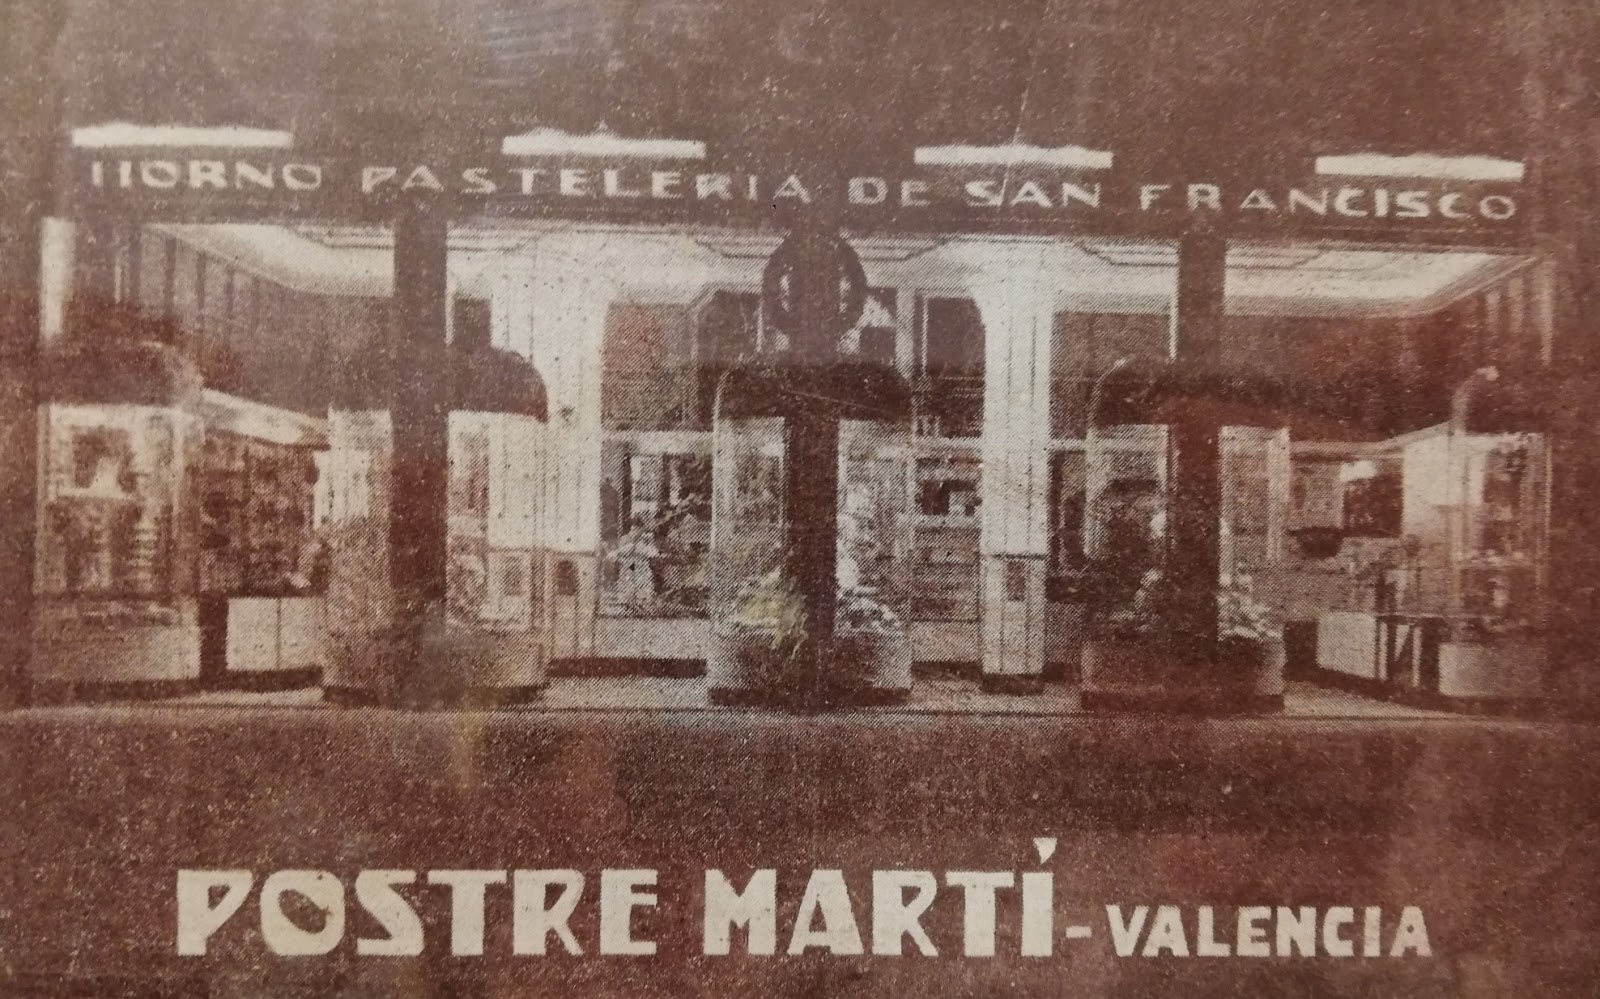 HORNO PASTELERIA DE SAN FRANCISCO
POSTRE MARTÍ - VALENCIA